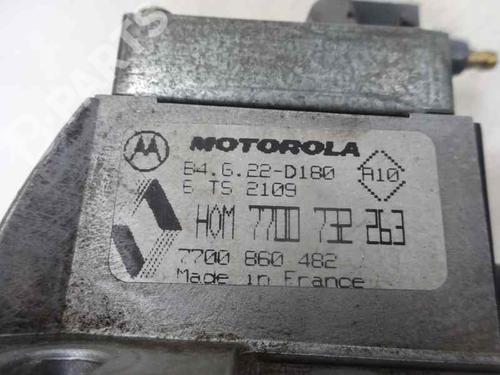 MOTOROLA
B4.G.22-D180
A10
6 TS 2109
HOM 7700 732 263
7700 860 482
Made in France